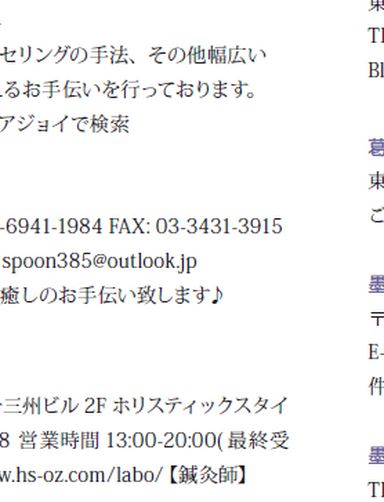 セリングの手法、その他幅広い
るお手伝いを行っております。
アジョイで検索
-6941-1984 FAX: 03-3431-3915
spoon385@outlook.jp
癒しのお手伝い致します♪
三州ビル 2F ホリスティックスタイ
8 営業時間 13:00-20:00( 最終受
w.hs-oz.com/labo/【鍼灸師】
東
T
Bl
葛
東
ご
墨
〒
E-
件
墨
T